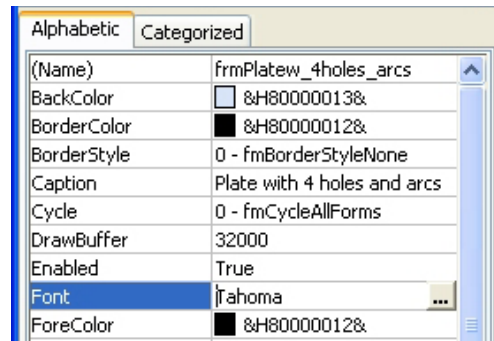 Alphabetic Categorized
(Name) frmPlatew_4holes_arcs
BackColor &H80000013&
BorderColor &H80000012&
BorderStyle 0 - fmBorderStyleNone
Caption Plate with 4 holes and arcs
Cycle 0 - fmCycleAllForms
DrawBuffer 32000
Enabled True
Font Tahoma ...
ForeColor &H80000012&